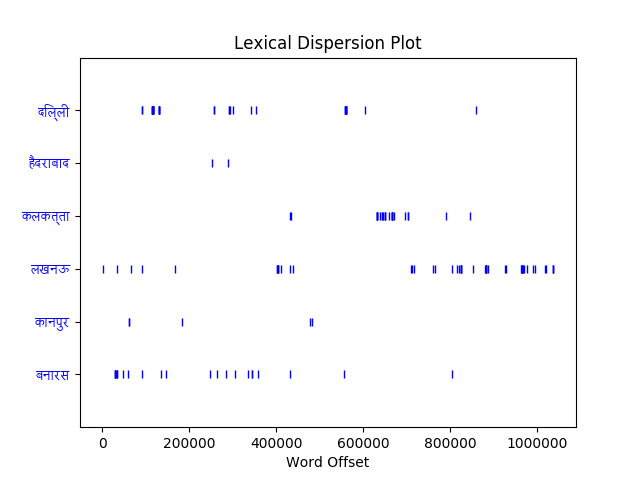 Lexical Dispersion Plot
दिल्ली
हैदराबाद
कलकत्ता
लखनऊ
कानपुर
बनारस
0 200000 400000 600000 800000 1000000
Word Offset